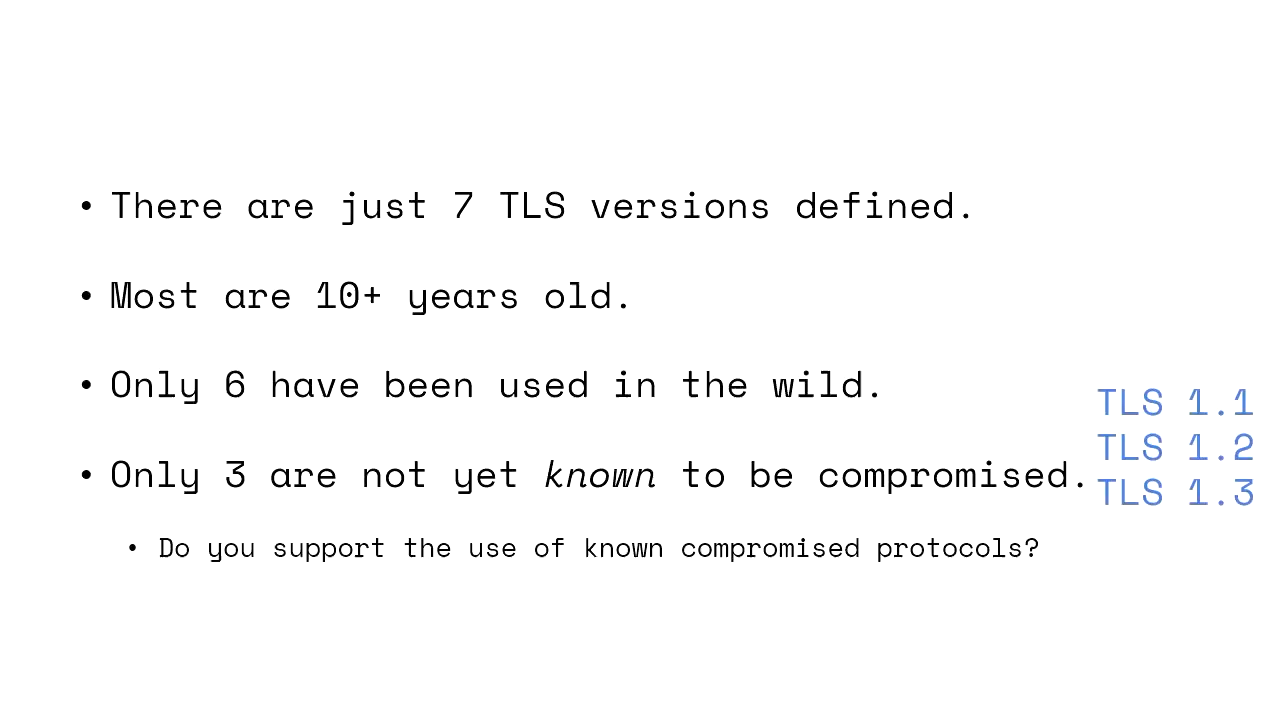 • There are just 7 TLS versions defined.
• Most are 10+ years old.
• Only 6 have been used in the wild.
• Only 3 are not yet known to be compromised.
TLS 1.1
TLS 1.2
TLS 1.3
• Do you support the use of known compromised protocols?